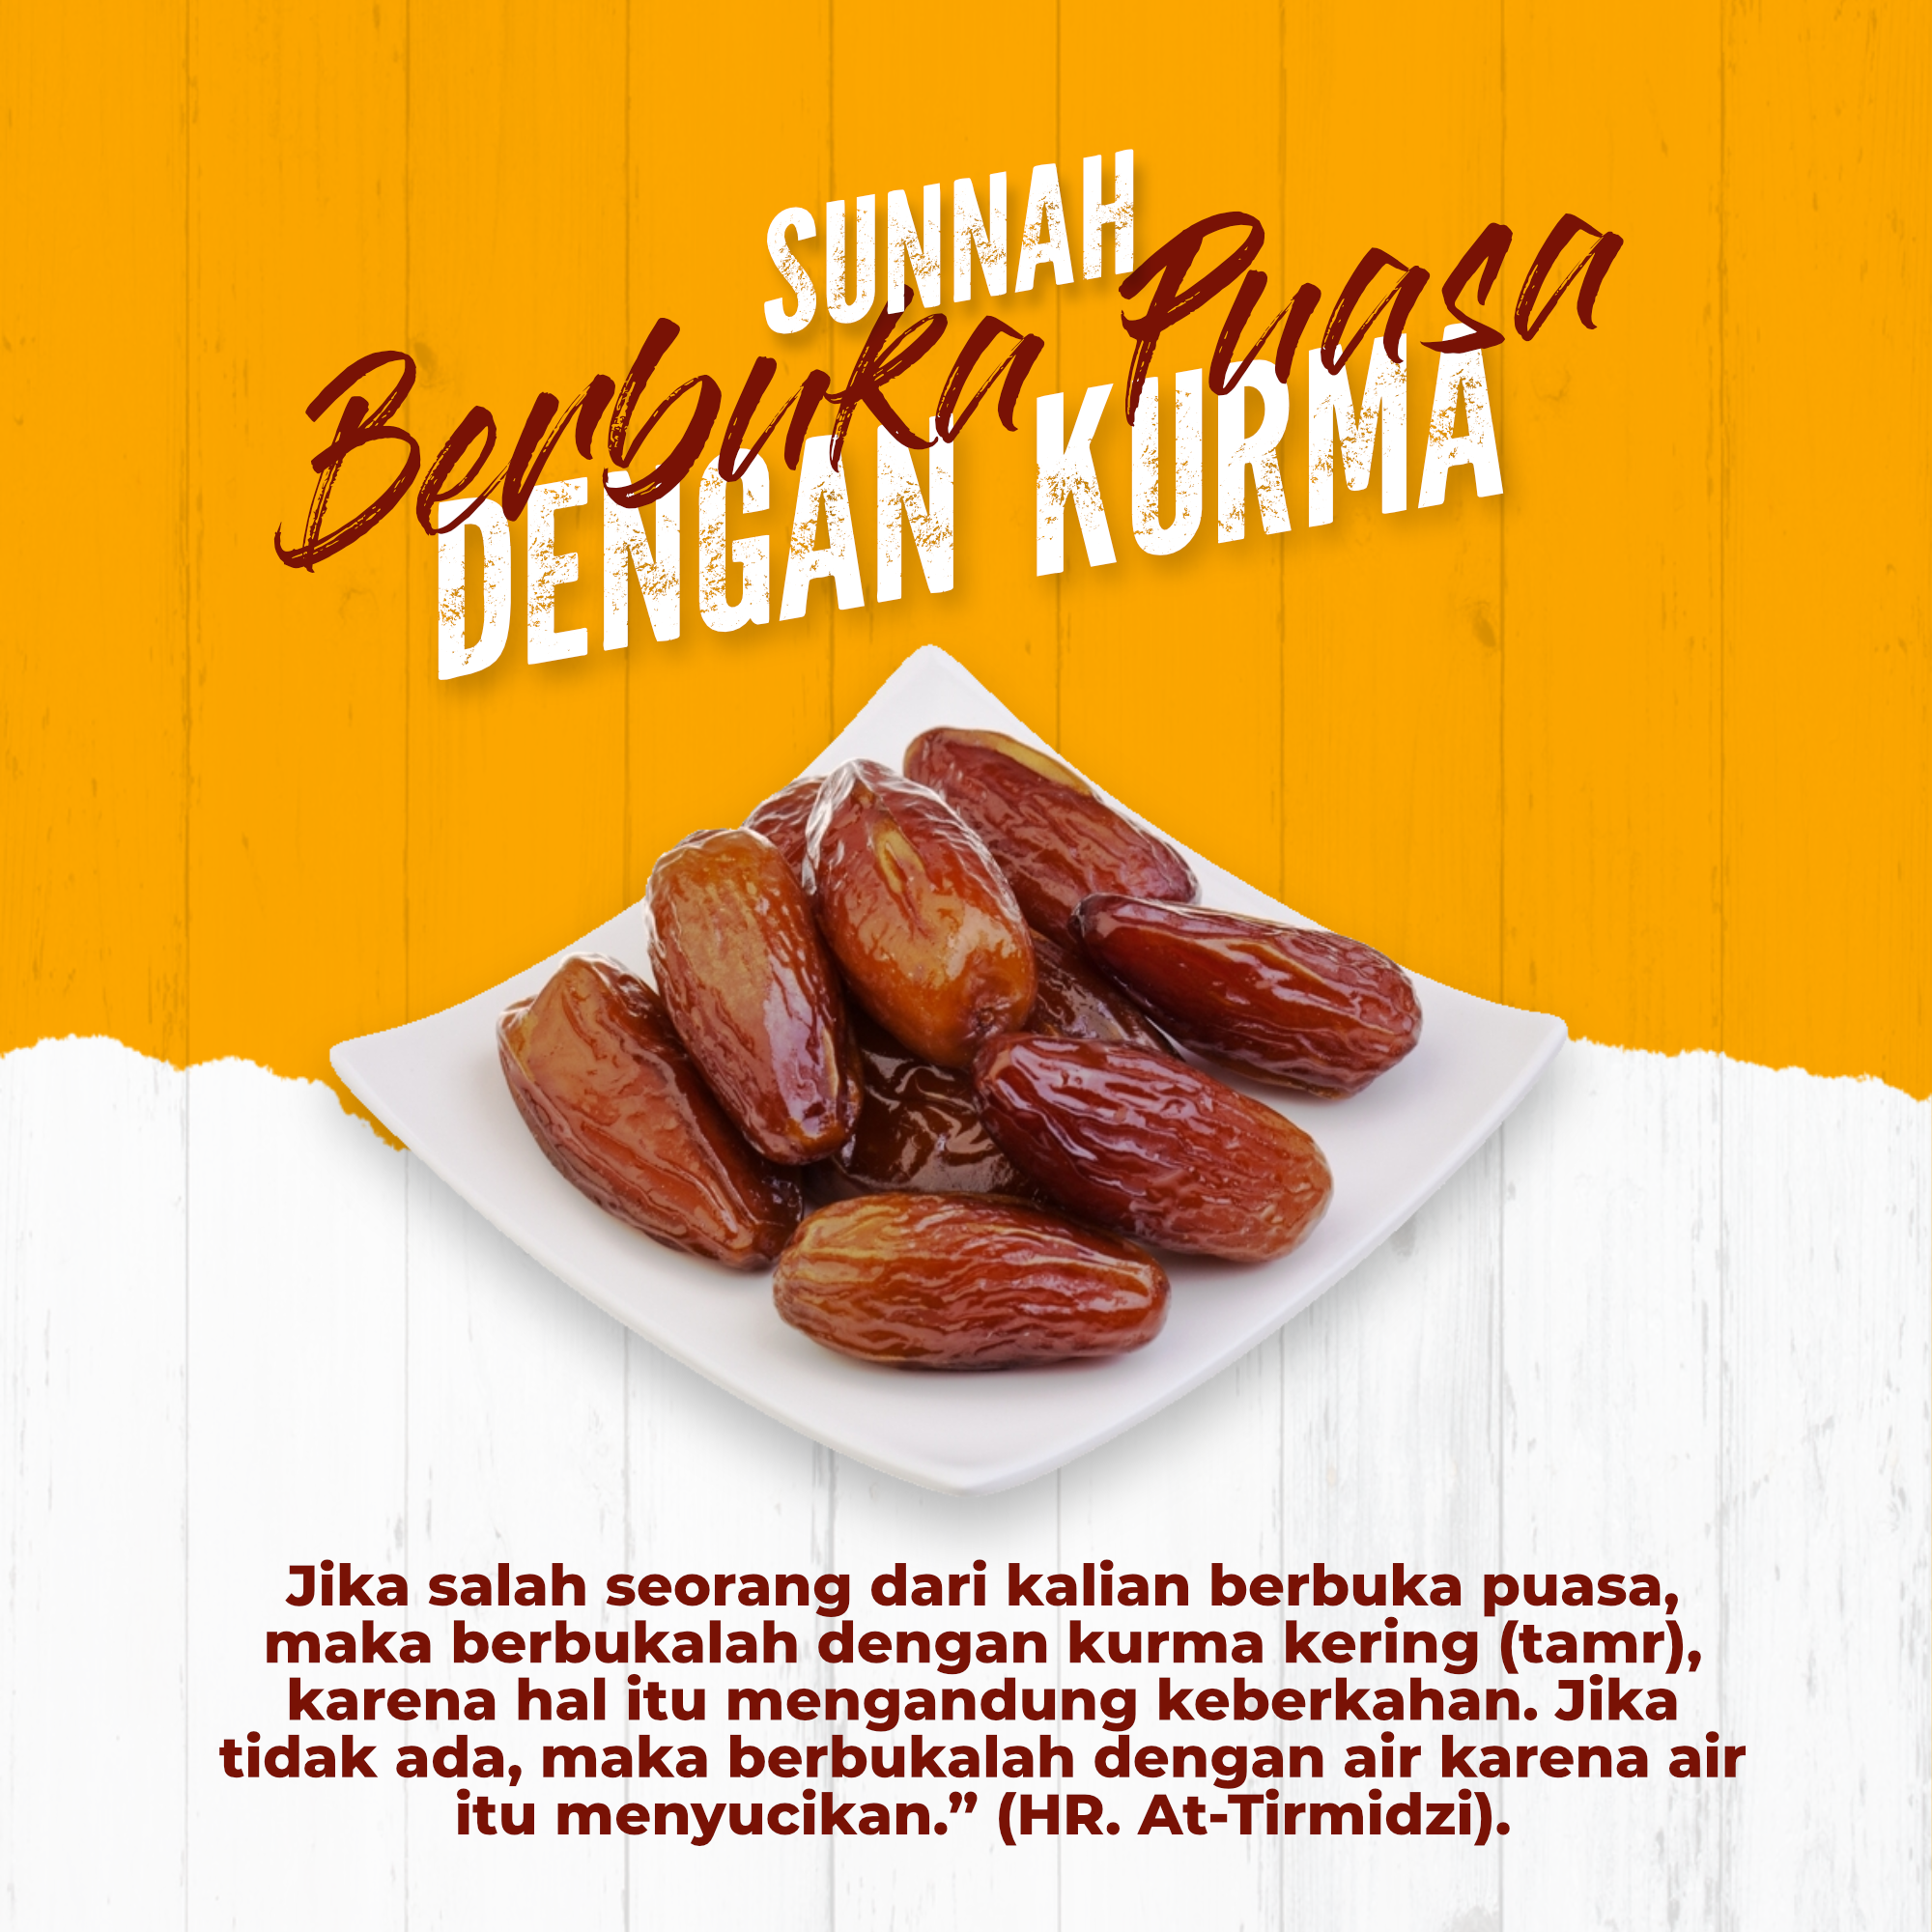 SUNNAH
Berbuka Puasa
DENGAN KURMA
Jika salah seorang dari kalian berbuka puasa,
maka berbukalah dengan kurma kering (tamr),
karena hal itu mengandung keberkahan. Jika
tidak ada, maka berbukalah dengan air karena air
itu menyucikan.” (HR. At-Tirmidzi).